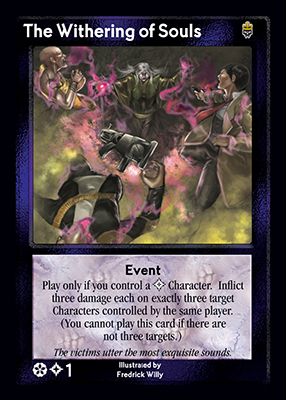 The Withering of Souls
Event
Play only if you control a Character. Inflict
three damage each on exactly three target
Characters controlled by the same player.
(You cannot play this card if there are
not three targets.)
The victims utter the most exquisite sounds.
1
Illustrated by
Fredrick Willy